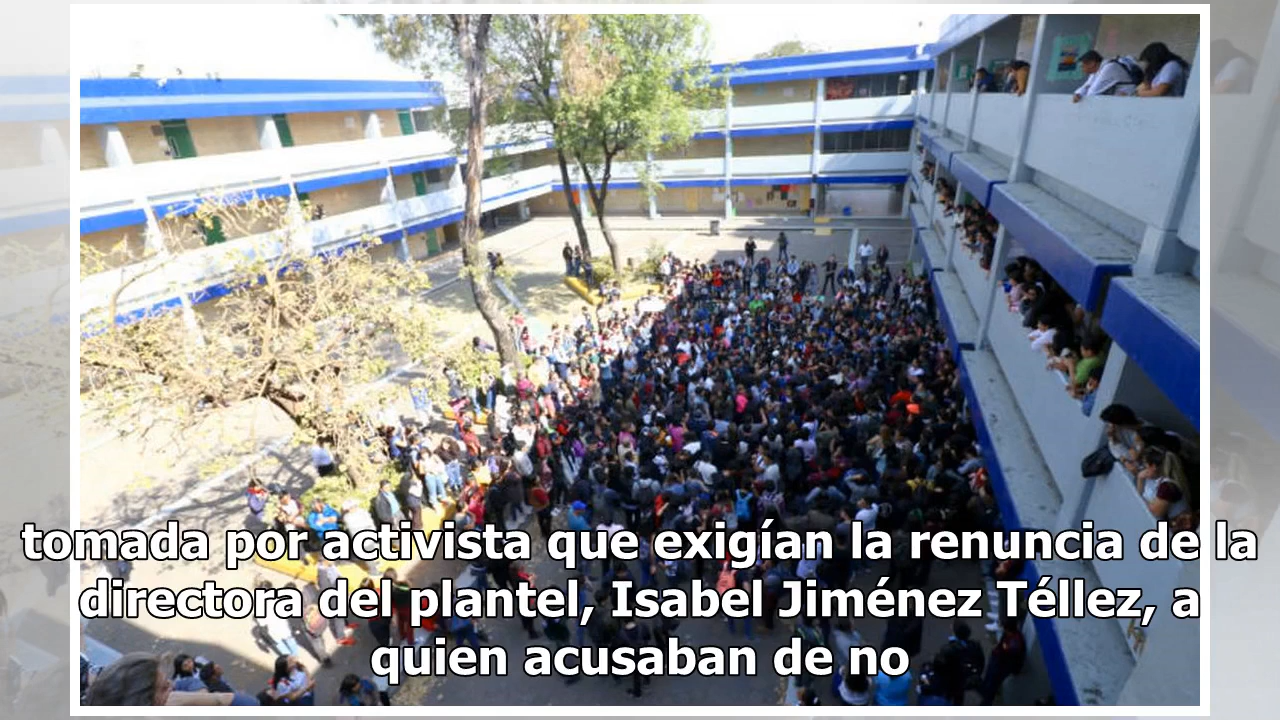 tomada por activista que exigían la renuncia de la
directora del plantel, Isabel Jiménez Téllez, a
quien acusaban de no